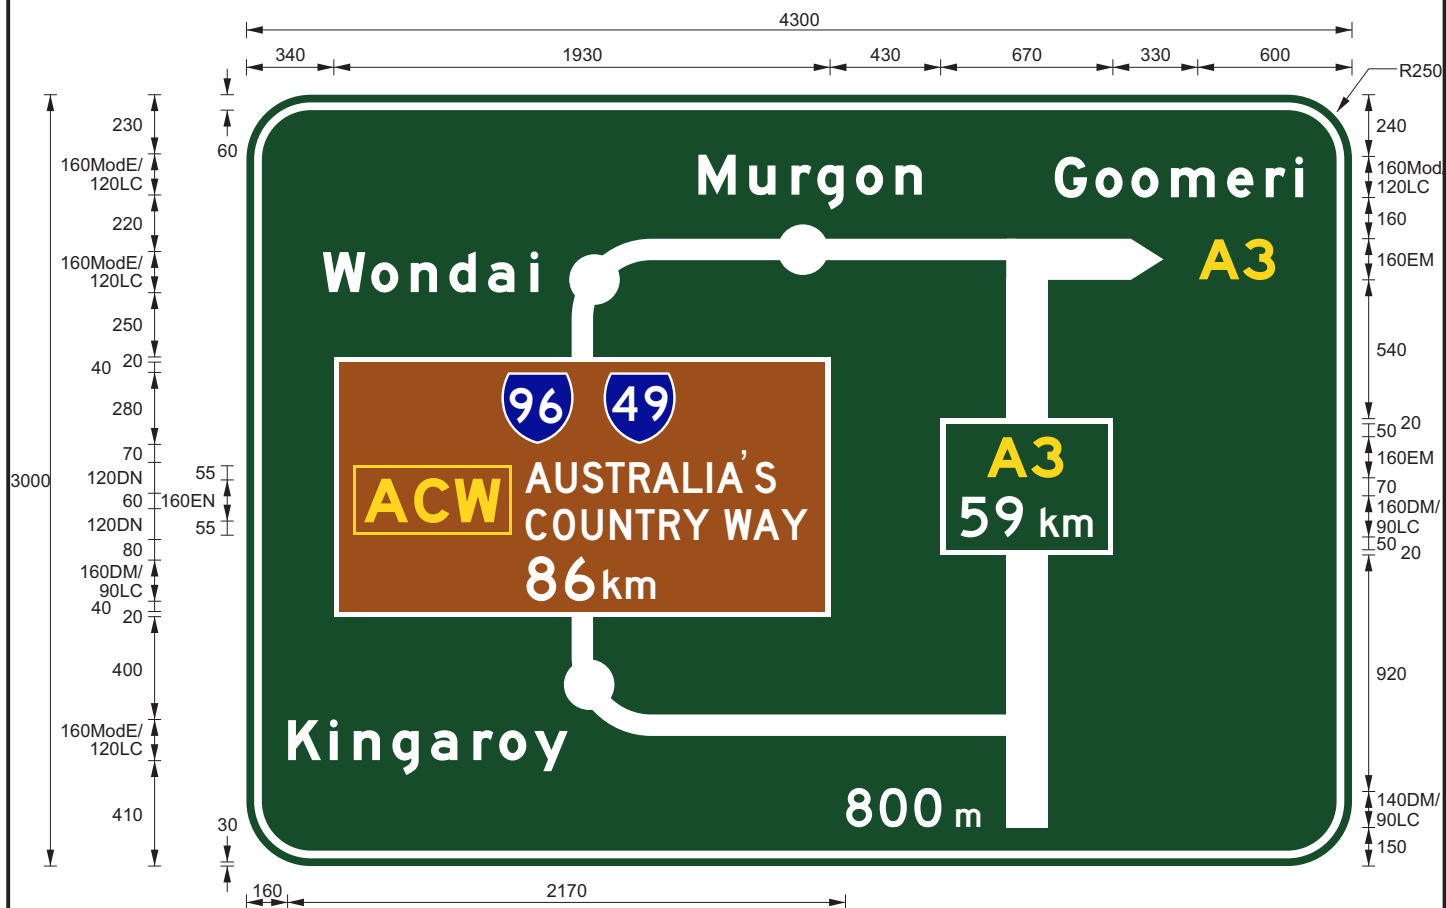 4300
340 1930 430 670 330 600
R250
230
160ModE/
120LC
220
160ModE/
120LC
250
20
40
280
70
120DN
60
120DN
80
160DM/
90LC
40
20
400
160ModE/
120LC
410
3000
60
55
160EN
55
30
Murgon Goomeri
Wondai
A3
96 49
ACW
AUSTRALIA'S
COUNTRY WAY
86 km
A3
59 km
Kingaroy
800 m
240
160Mod
120LC
160
160EM
540
20
50
160EM
70
160DM/
90LC
50
20
920
140DM/
90LC
150
160 2170